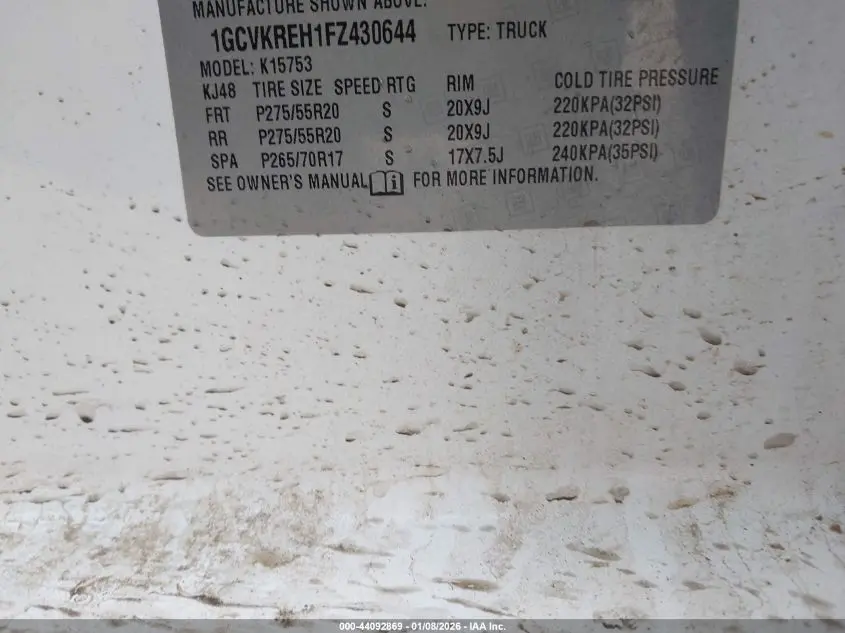 MANUFACTURE SHOWN ABOVE.
1GCVKREH1FZ430644 TYPE: TRUCK
MODEL: K15753
KJ48 TIRE SIZE SPEED RTG RIM COLD TIRE PRESSURE
FRT P275/55R20 S 20X9J 220KPA(32PSI)
RR P275/55R20 S 20X9J 220KPA(32PSI)
SPA P265/70R17 S 17X7.5J 240KPA(35PSI)
SEE OWNER'S MANUAL FOR MORE INFORMATION.
000-44092869 - 01/08/2026 - IAA Inc.